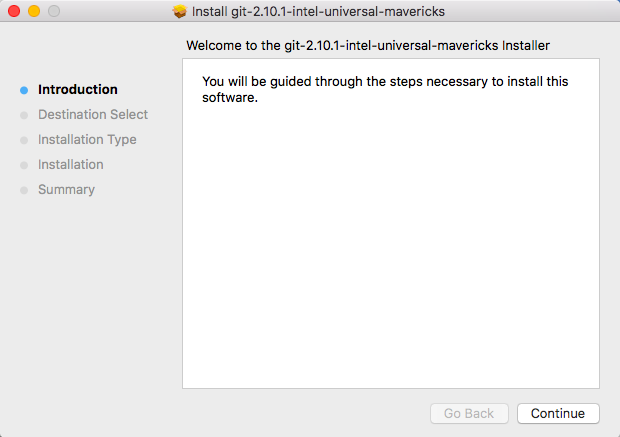 Install git-2.10.1-intel-universal-mavericks
Welcome to the git-2.10.1-intel-universal-mavericks Installer
Introduction
Destination Select
Installation Type
Installation
Summary
You will be guided through the steps necessary to install this
software.
Go Back
Continue